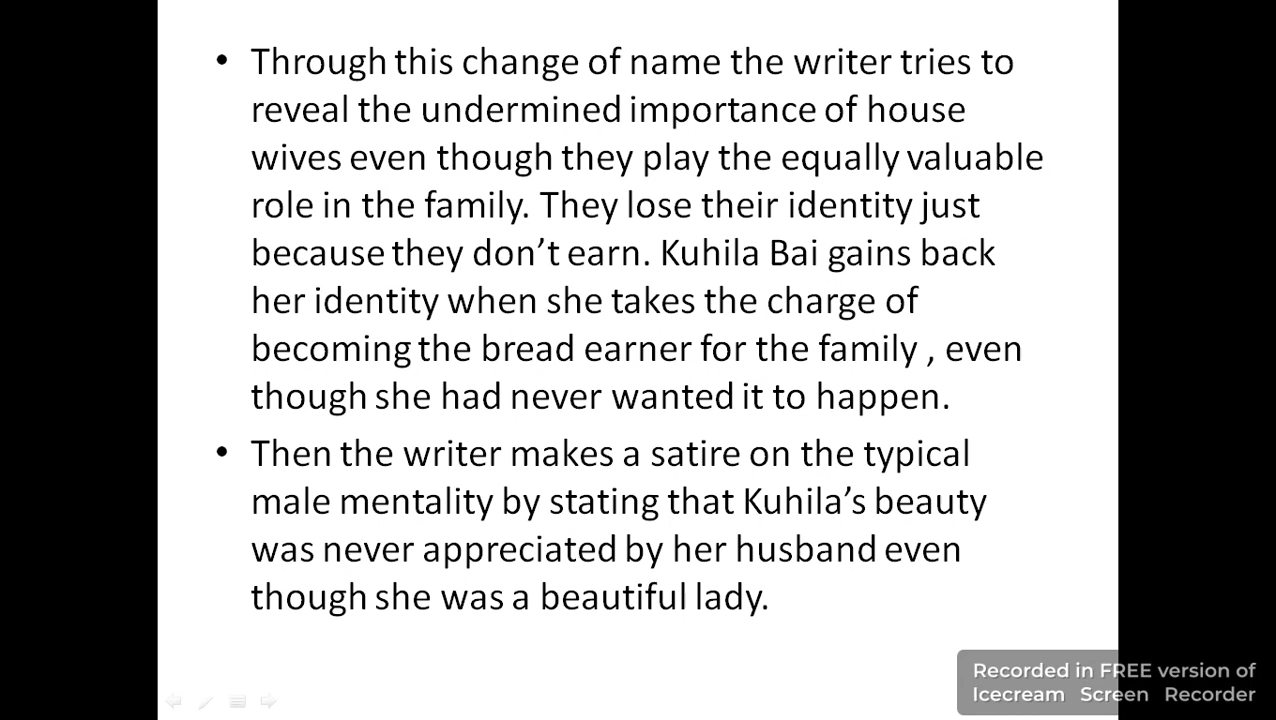 • Through this change of name the writer tries to
reveal the undermined importance of house
wives even though they play the equally valuable
role in the family. They lose their identity just
because they don’t earn. Kuhila Bai gains back
her identity when she takes the charge of
becoming the bread earner for the family , even
though she had never wanted it to happen.
• Then the writer makes a satire on the typical
male mentality by stating that Kuhila’s beauty
was never appreciated by her husband even
though she was a beautiful lady.
Recorded in FREE version of
Icecream Screen Recorder